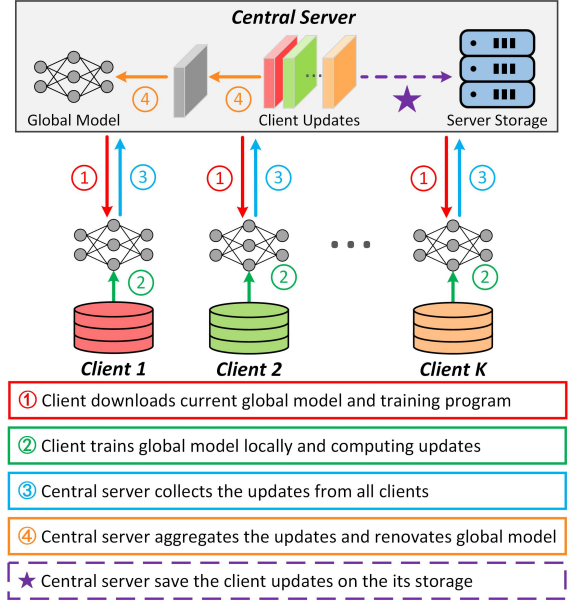 Central Server
④ ④
Global Model Client Updates Server Storage
① ③ ① ③ ① ③
② ② ②
Client 1 Client 2 Client K
① Client downloads current global model and training program
② Client trains global model locally and computing updates
③ Central server collects the updates from all clients
④ Central server aggregates the updates and renovates global model
★ Central server save the client updates on the its storage